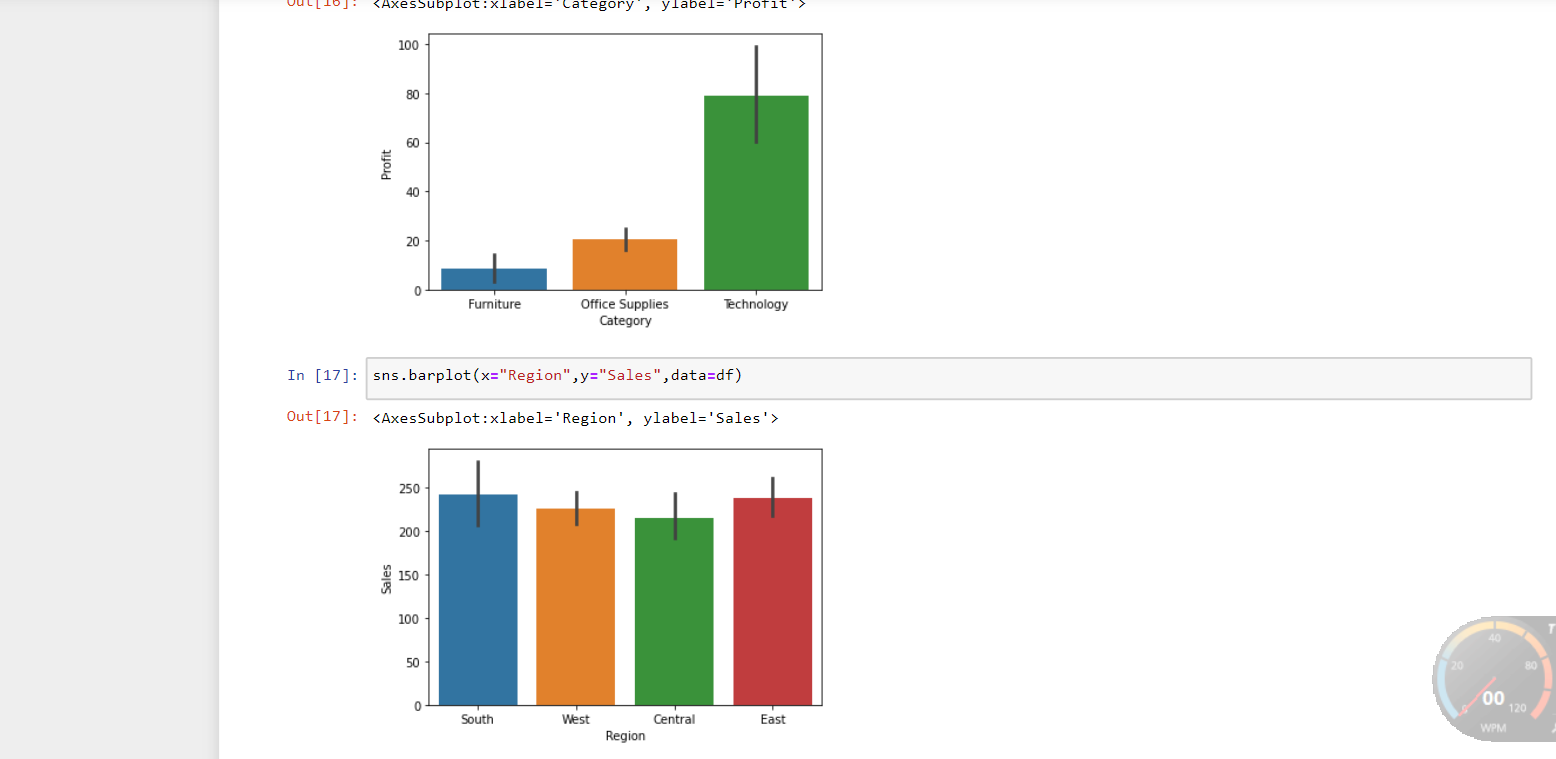 Out[16]: <AxesSubplot:xlabel='Category', ylabel='Profit'>
100
80
60
40
20
0
Profit
Furniture Office Supplies Technology
Category
In [17]: sns.barplot(x="Region",y="Sales",data=df)
Out[17]: <AxesSubplot:xlabel='Region', ylabel='Sales'>
250
200
150
100
50
0
Sales
South West Central East
Region
40
20 80
00
0 120
WPM